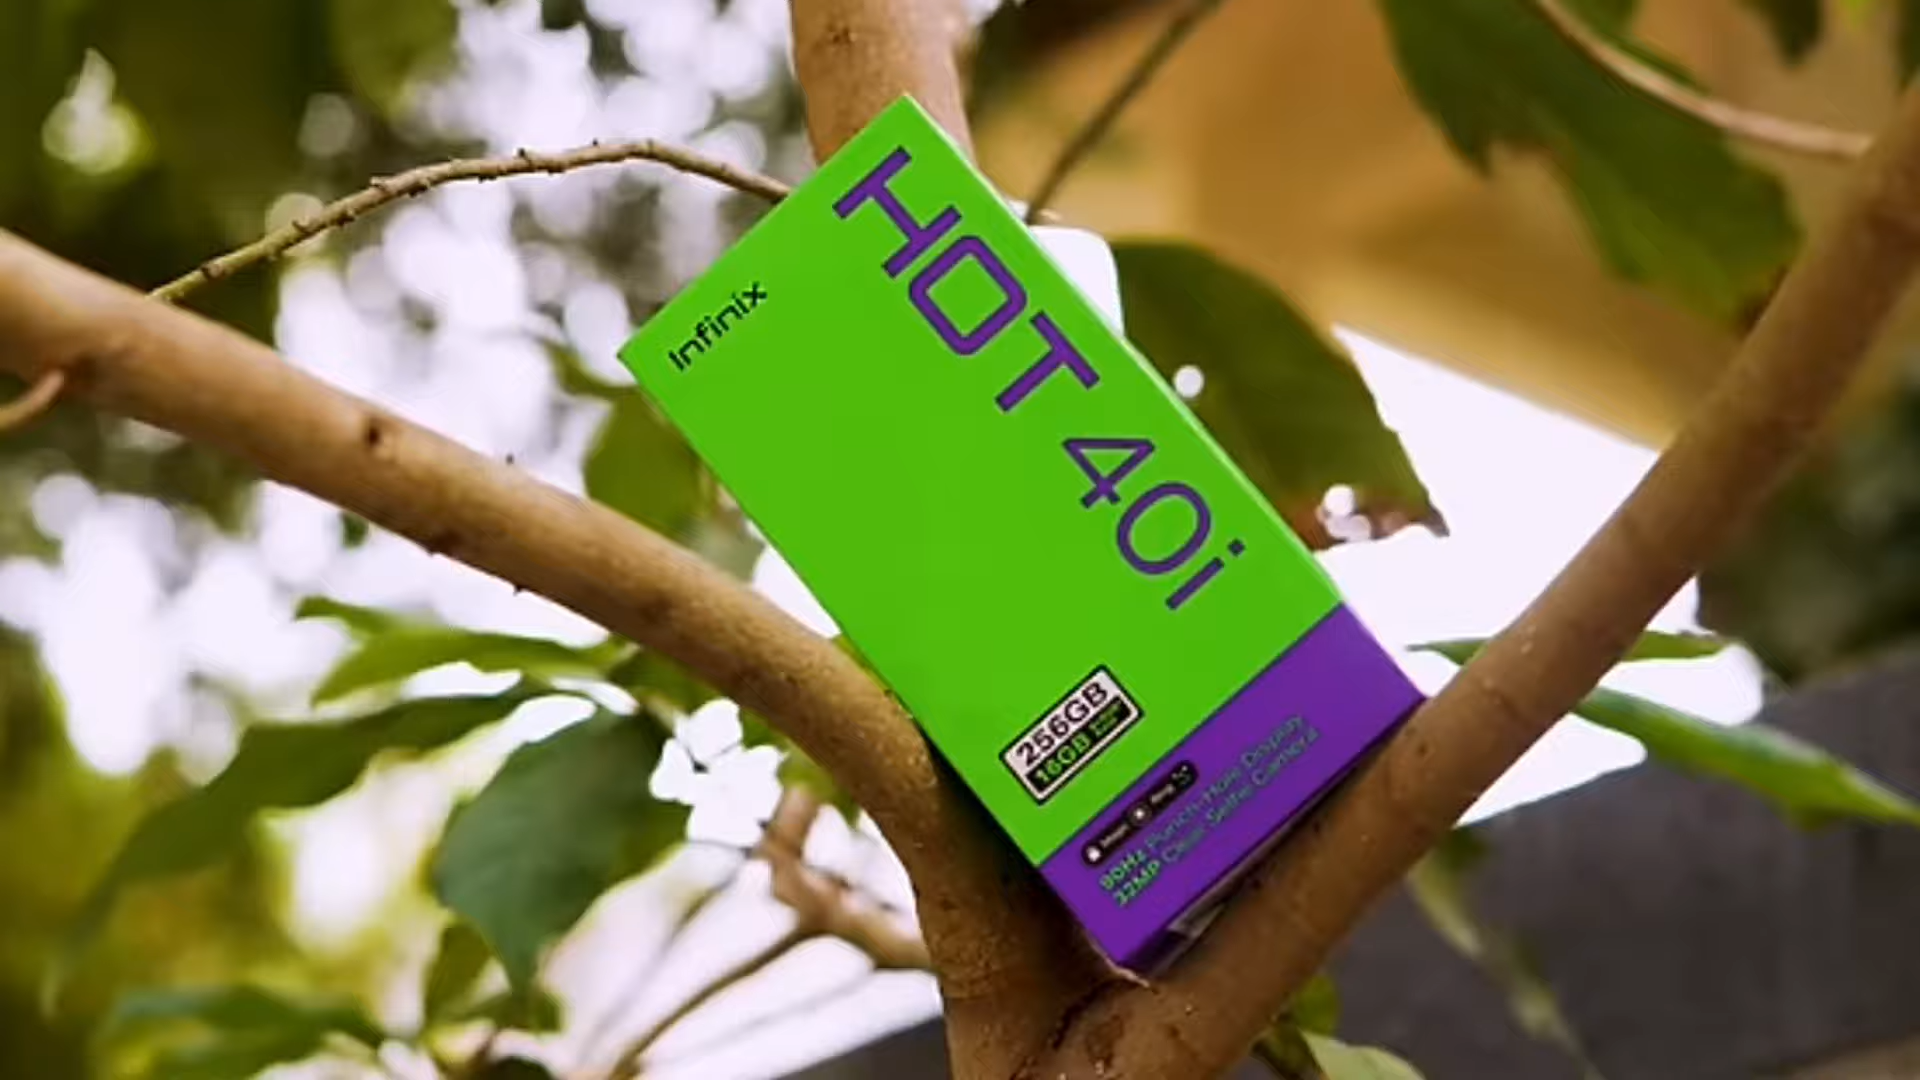 Infinix
HOT 40i
256GB
16GB
90Hz Punch-Hole Display
32MP Clear Selfie Camera